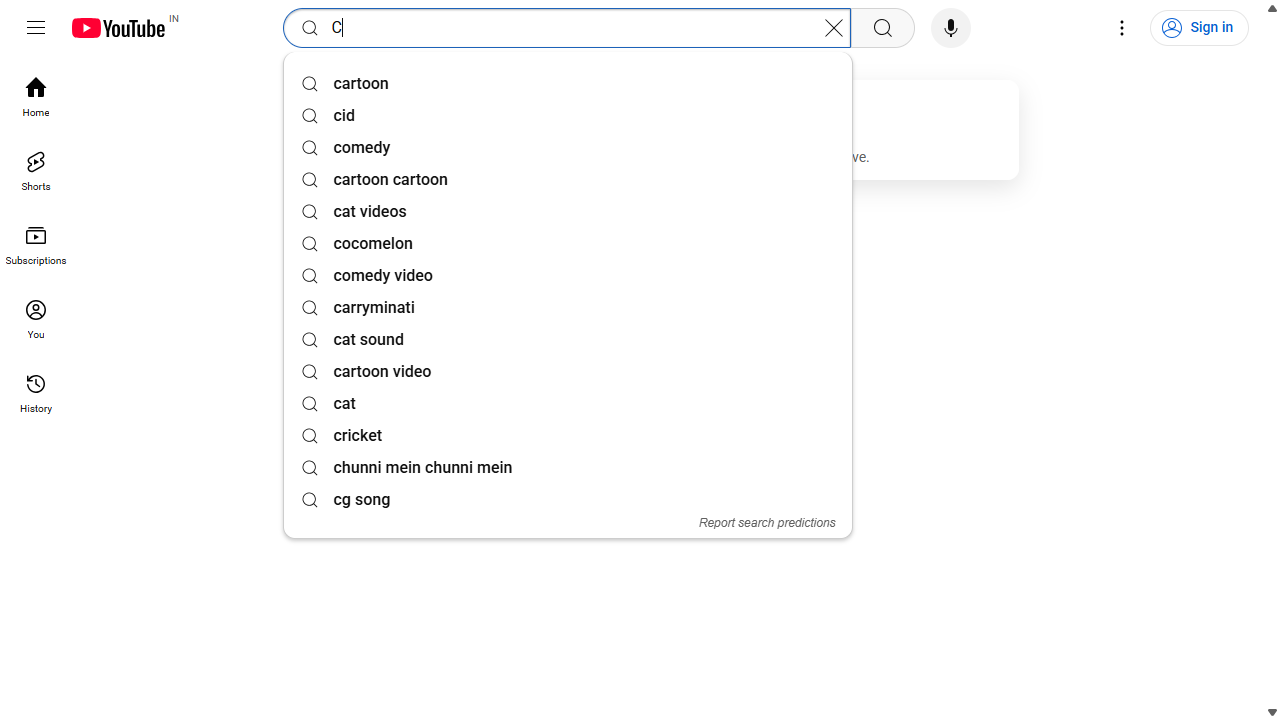 YouTube IN
C
Sign in
Home
Shorts
Subscriptions
You
History
cartoon
cid
comedy
cartoon cartoon
cat videos
cocomelon
comedy video
carryminati
cat sound
cartoon video
cat
cricket
chunni mein chunni mein
cg song
Report search predictions
ve.